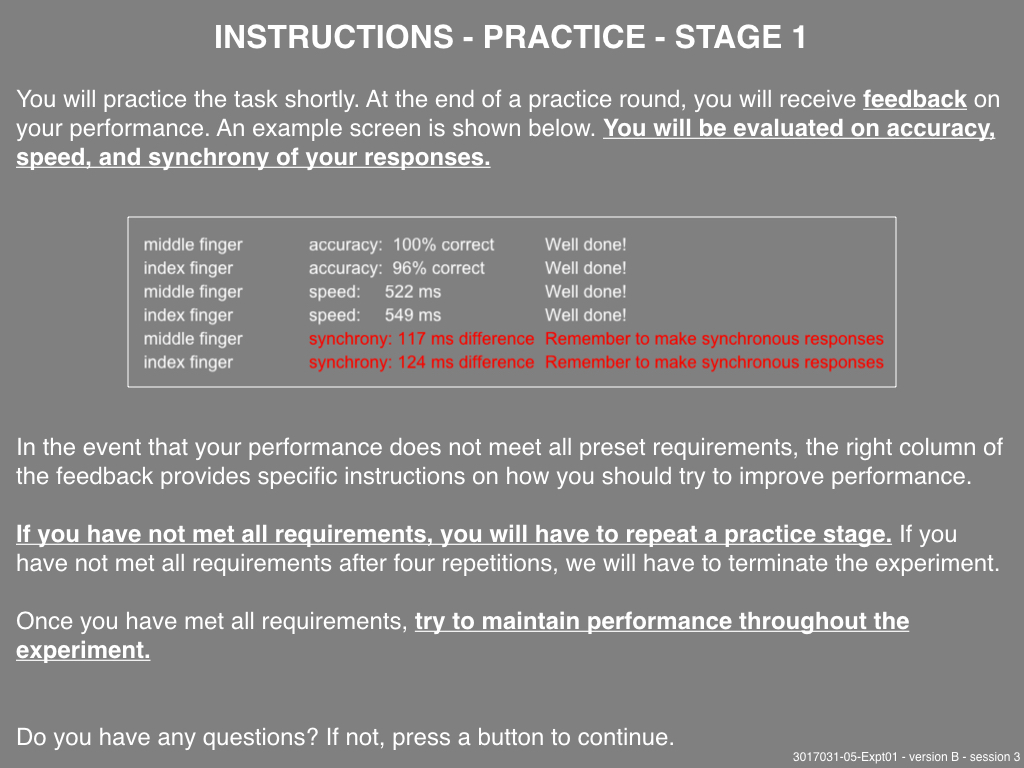 INSTRUCTIONS - PRACTICE - STAGE 1
You will practice the task shortly. At the end of a practice round, you will receive feedback on
your performance. An example screen is shown below. You will be evaluated on accuracy,
speed, and synchrony of your responses.
middle finger accuracy: 100% correct Well done!
index finger accuracy: 96% correct Well done!
middle finger speed: 522 ms Well done!
index finger speed: 549 ms Well done!
middle finger synchrony: 117 ms difference Remember to make synchronous responses
index finger synchrony: 124 ms difference Remember to make synchronous responses
In the event that your performance does not meet all preset requirements, the right column of
the feedback provides specific instructions on how you should try to improve performance.
If you have not met all requirements, you will have to repeat a practice stage. If you
have not met all requirements after four repetitions, we will have to terminate the experiment.
Once you have met all requirements, try to maintain performance throughout the
experiment.
Do you have any questions? If not, press a button to continue.
3017031-05-Expt01 - version B - session 3